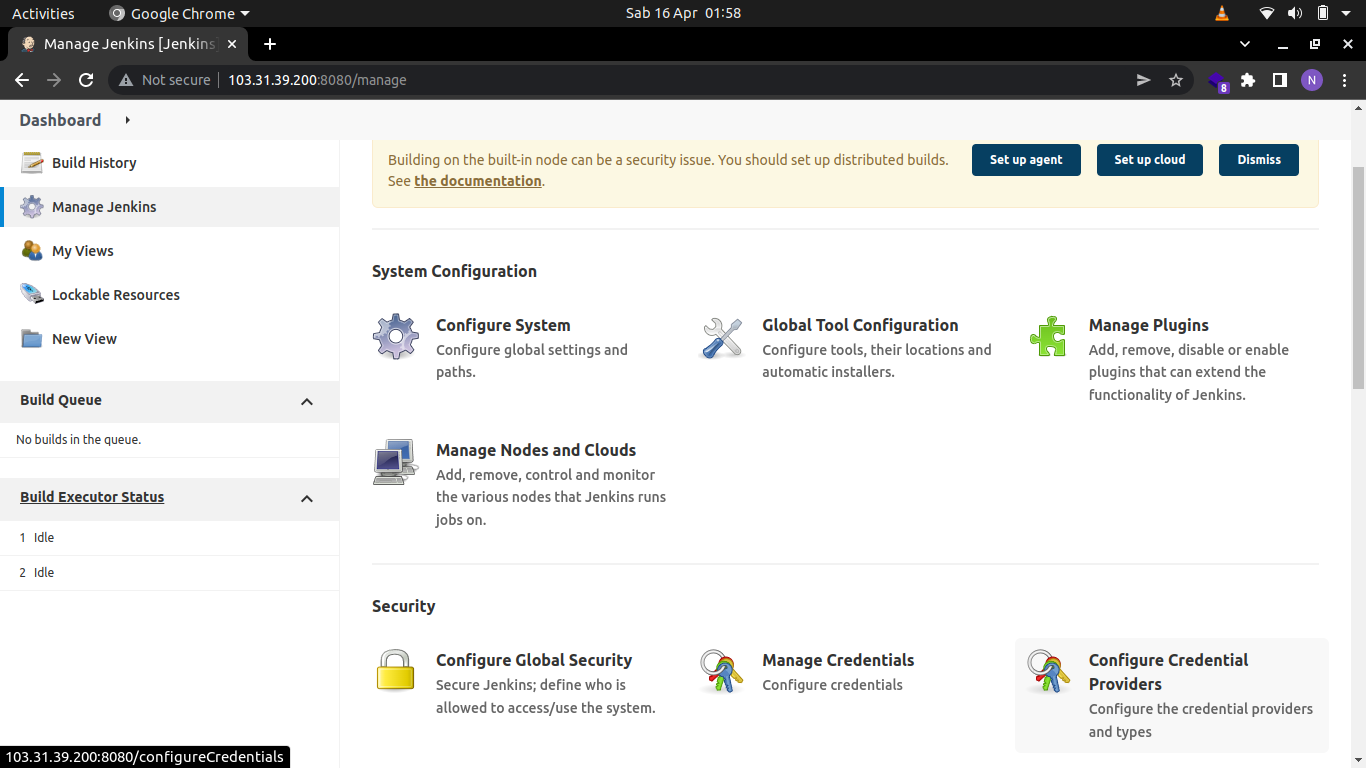 Activities
Google Chrome
Sab 16 Apr 01:58
Manage Jenkins [Jenkins]
Not secure
103.31.39.200:8080/manage
8
N
Dashboard
Build History
Manage Jenkins
My Views
Lockable Resources
New View
Build Queue
No builds in the queue.
Build Executor Status
1 Idle
2 Idle
Building on the built-in node can be a security issue. You should set up distributed builds.
See the documentation.
Set up agent
Set up cloud
Dismiss
System Configuration
Configure System
Configure global settings and
paths.
Global Tool Configuration
Configure tools, their locations and
automatic installers.
Manage Plugins
Add, remove, disable or enable
plugins that can extend the
functionality of Jenkins.
Manage Nodes and Clouds
Add, remove, control and monitor
the various nodes that Jenkins runs
jobs on.
Security
Configure Global Security
Secure Jenkins; define who is
allowed to access/use the system.
Manage Credentials
Configure credentials
Configure Credential
Providers
Configure the credential providers
and types
103.31.39.200:8080/configureCredentials